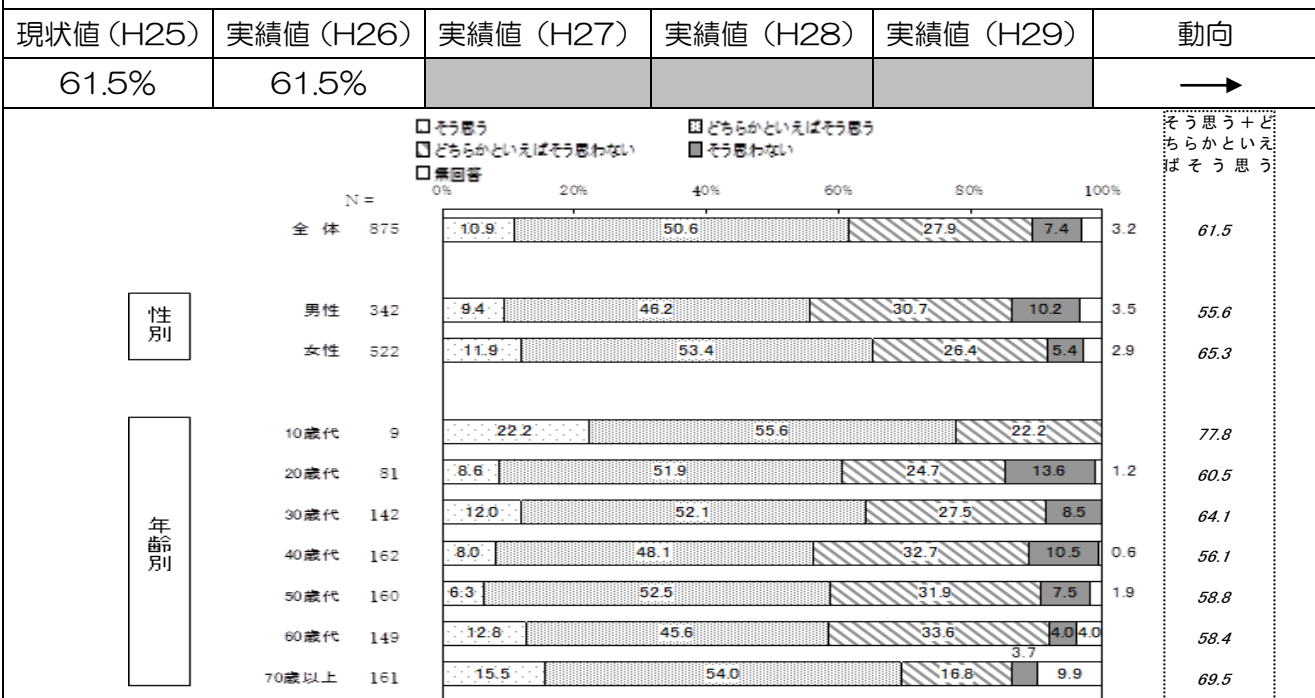 現状値(H25) 実績値(H26) 実績値(H27) 実績値(H28) 実績値(H29) 動向
61.5% 61.5% →
そう思う どちらかといえばそう思う
どちらかといえばそう思わない そう思わない
無回答
そう思う+ど
ちらかといえ
ばそう思う
0% 20% 40% 60% 80% 100%
N=
全体 875 10.9 50.6 27.9 7.4 3.2 61.5
性別
男性 342 9.4 46.2 30.7 10.2 3.5 55.6
女性 522 11.9 53.4 26.4 5.4 2.9 65.3
年齢別
10歳代 9 22.2 55.6 22.2 77.8
20歳代 81 8.6 51.9 24.7 13.6 1.2 60.5
30歳代 142 12.0 52.1 27.5 8.5 64.1
40歳代 162 8.0 48.1 32.7 10.5 0.6 56.1
50歳代 160 6.3 52.5 31.9 7.5 1.9 58.8
60歳代 149 12.8 45.6 33.6 4.0 4.0 58.4
70歳以上 161 15.5 54.0 16.8 3.7 9.9 69.5